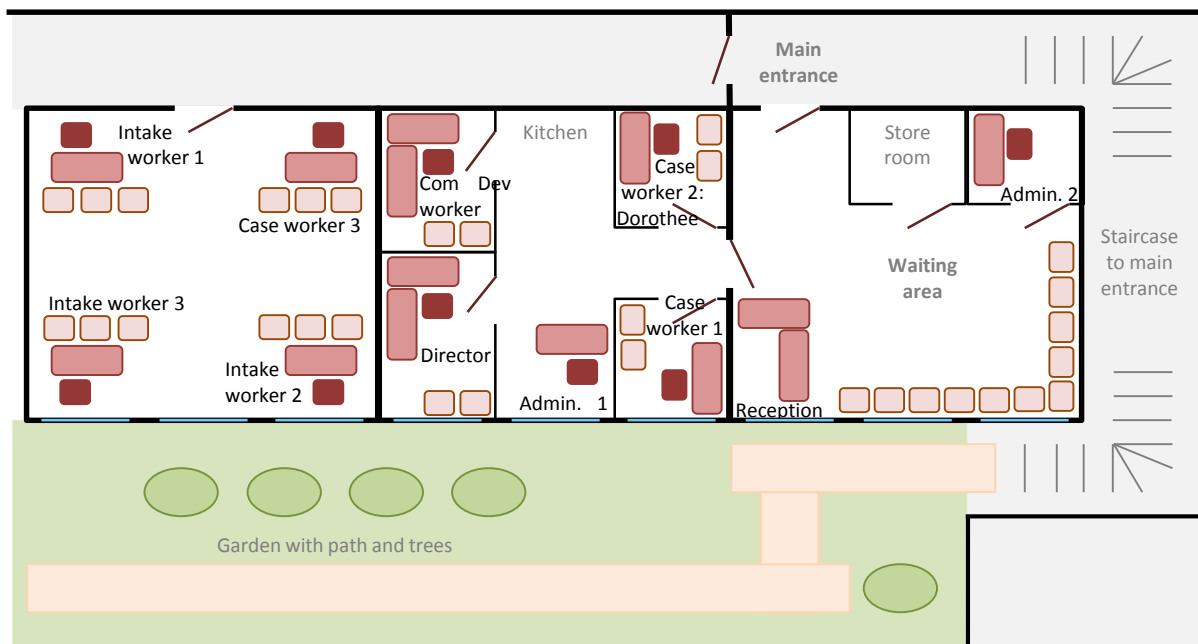 Main
entrance
Intake
worker 1
Kitchen
Store
room
Case
worker 2:
Dorothee
Com Dev
worker
Admin. 2
Case worker 3
Staircase
to main
entrance
Waiting
area
Intake worker 3
Case
worker 1
Director
Intake
worker 2
Admin. 1
Reception
Garden with path and trees